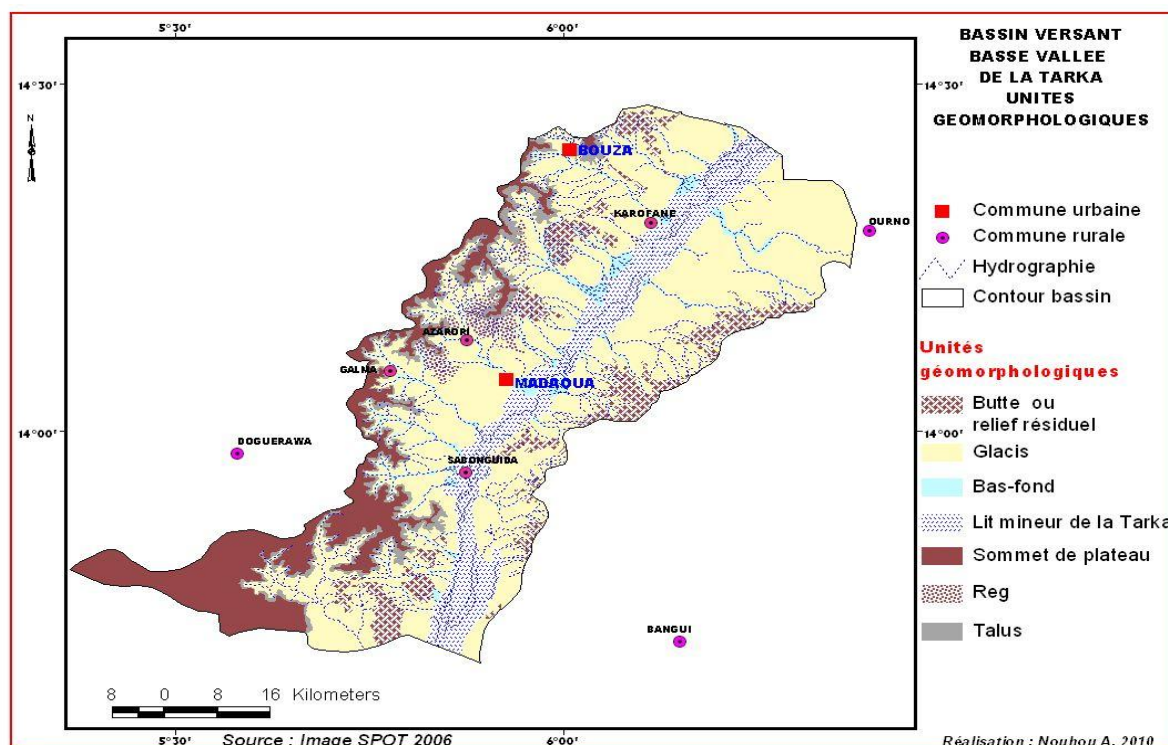 5°30' 6°00'
14°30' 14°30'
N
BOUZA
KAROFANE
OURNO
AZARORI
GALMA
MADAOUA
14°00' 14°00'
DOGUERAWA
SABONGUIDA
BANGUI
8 0 8 16 Kilometers
5°30' 6°00'
Source : Image SPOT 2006
BASSIN VERSANT
BASSE VALLEE
DE LA TARKA
UNITES
GEOMORPHOLOGIQUES
Commune urbaine
Commune rurale
Hydrographie
Contour bassin
Unités
géomorphologiques
Butte ou
relief résiduel
Glacis
Bas-fond
Lit mineur de la Tarka
Sommet de plateau
Reg
Talus
Réalisation : Nouhou A. 2010